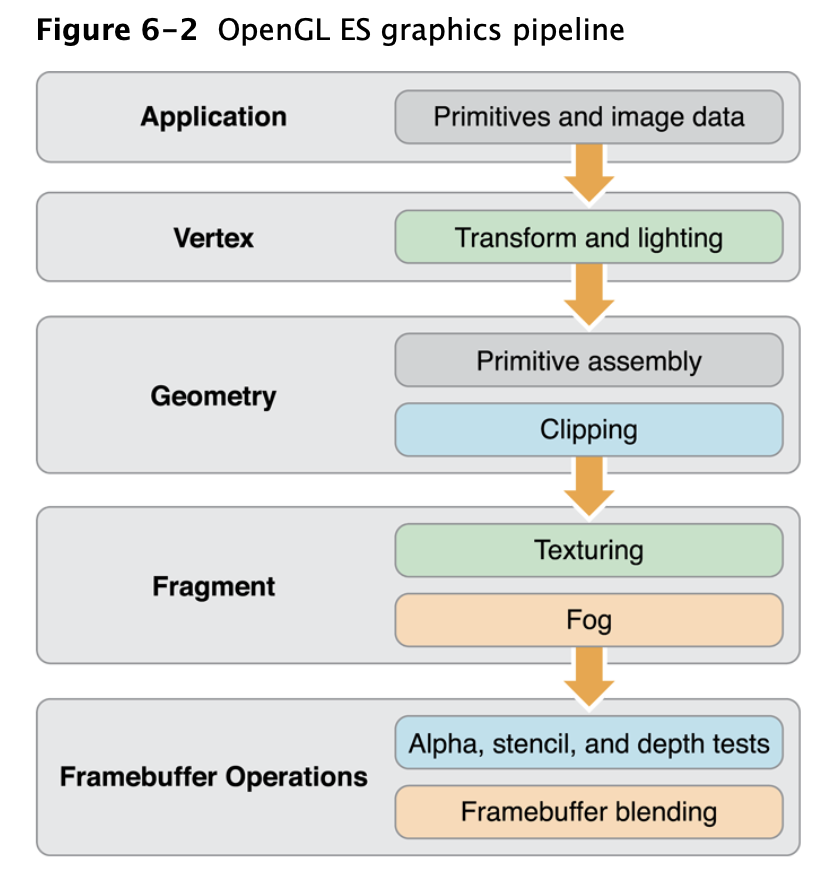 Figure 6-2 OpenGL ES graphics pipeline
Application
Primitives and image data
Vertex
Transform and lighting
Geometry
Primitive assembly
Clipping
Fragment
Texturing
Fog
Framebuffer Operations
Alpha, stencil, and depth tests
Framebuffer blending